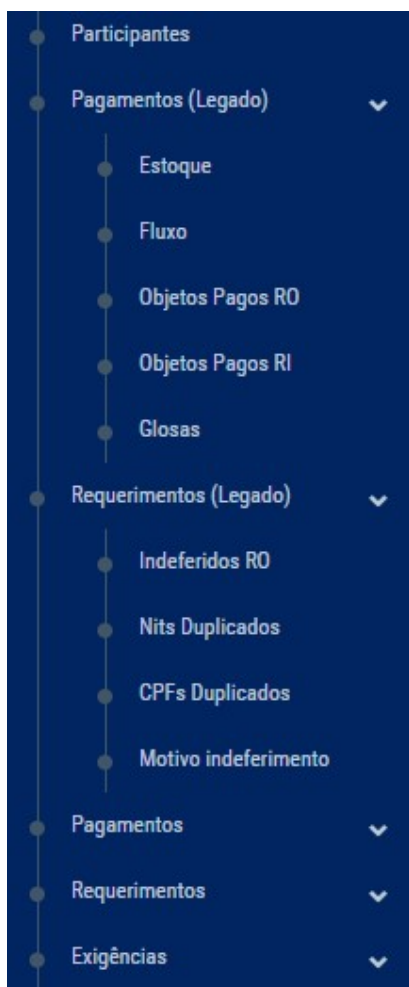 Participantes
Pagamentos (Legado)
Estoque
Fluxo
Objetos Pagos RO
Objetos Pagos RI
Glosas
Requerimentos (Legado)
Indeferidos RO
Nits Duplicados
CPFs Duplicados
Motivo indeferimento
Pagamentos
Requerimentos
Exigências